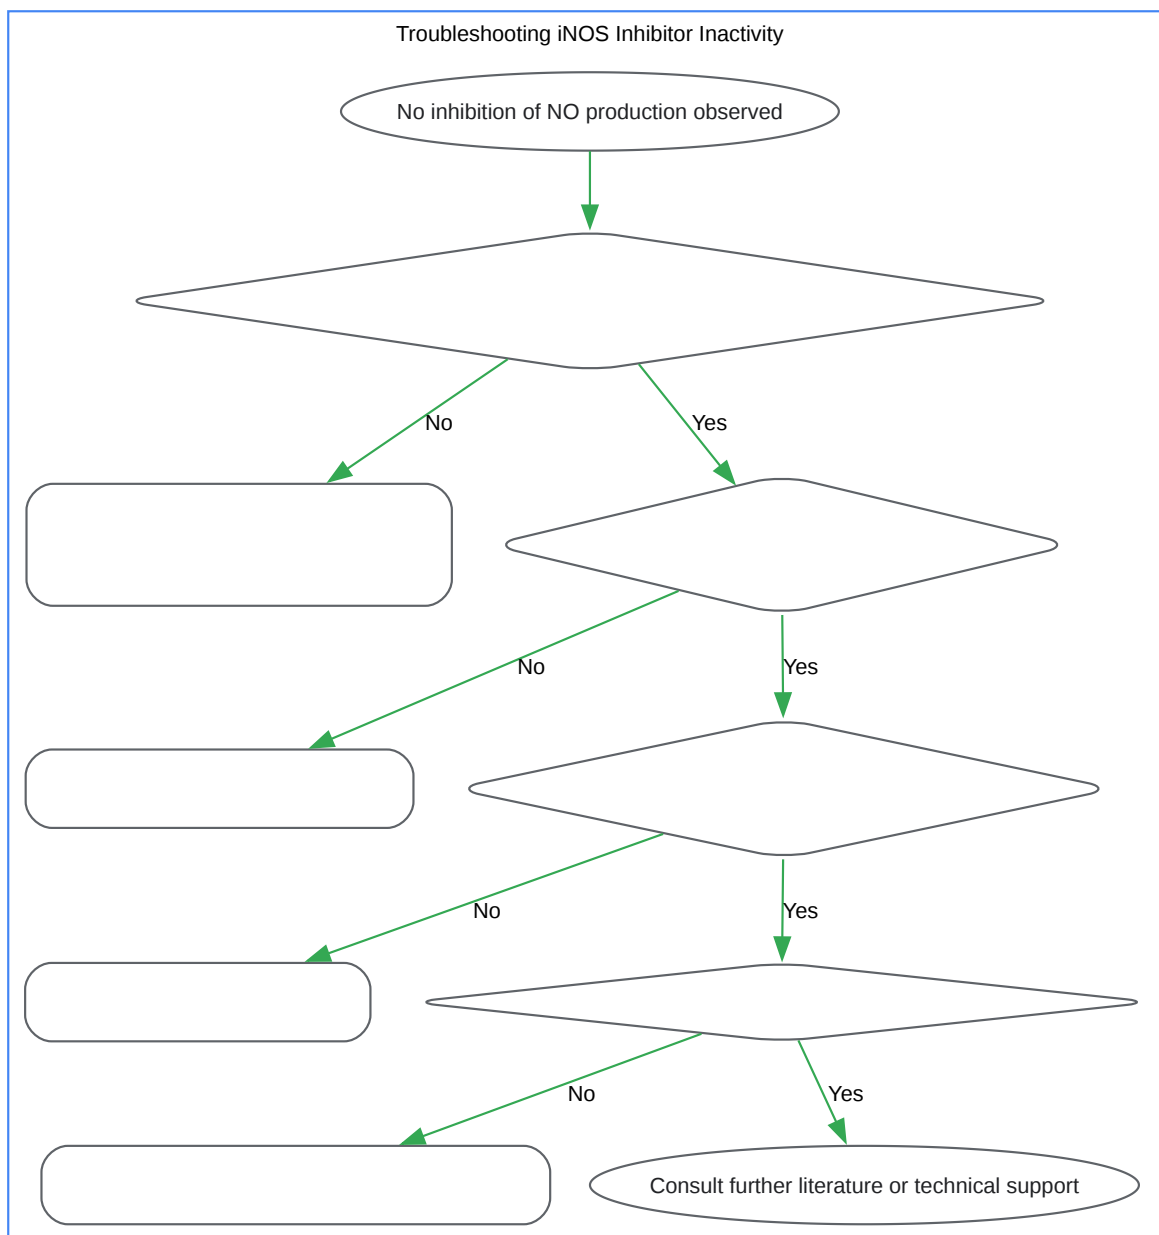 Troubleshooting iNOS Inhibitor Inactivity
No inhibition of NO production observed
No
Yes
No
Yes
No
Yes
No
Yes
Consult further literature or technical support